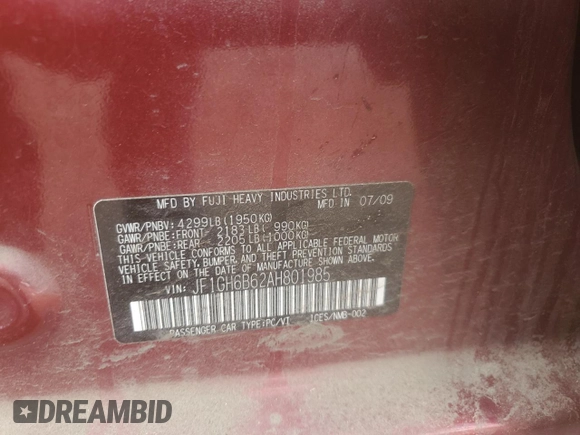 MFD. BY FUJI HEAVY INDUSTRIES LTD.
MFD IN 07/09
GVWR/PNBV: 4299LB(1950KG)
GAWR/PNBE:FRONT 2183LB( 990KG)
GAWR/PNBE:REAR 2205LB(1000KG)
THIS VEHICLE CONFORMS TO ALL APPLICABLE FEDERAL MOTOR
VEHICLE SAFETY,BUMPER, AND THEFT PREVENTION STANDARDS
IN EFFECT ON THE DATE OF MANUFACTURE SHOWN ABOVE.
VIN: JF1GH6B62AH801985
PASSENGER CAR TYPE:PC/VI ICES/NMB-002
DREAMBID